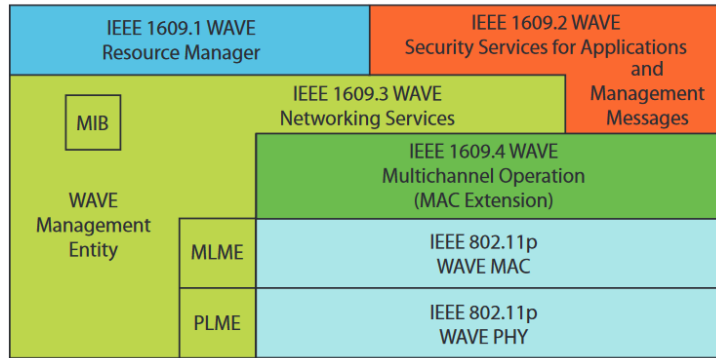 IEEE 1609.1 WAVE
Resource Manager
IEEE 1609.2 WAVE
Security Services for Applications
and
Management
Messages
IEEE 1609.3 WAVE
Networking Services
MIB
IEEE 1609.4 WAVE
Multichannel Operation
(MAC Extension)
WAVE
Management
Entity
MLME
IEEE 802.11p
WAVE MAC
PLME
IEEE 802.11p
WAVE PHY